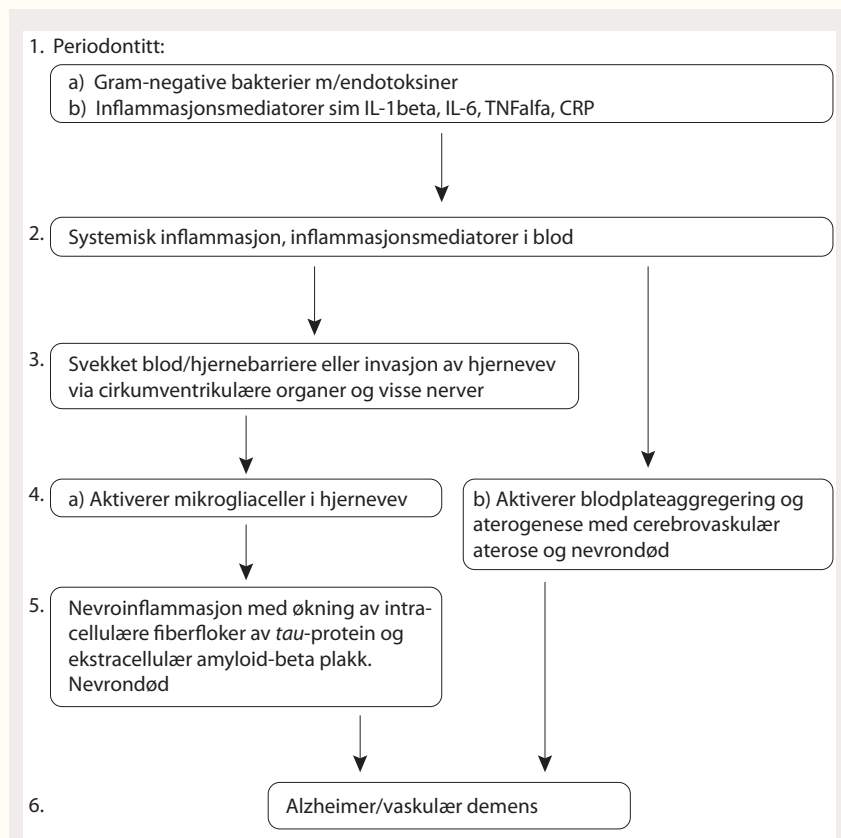 1. Periodontitt:
a) Gram-negative bakterier m/endotoksiner
b) Inflammasjonsmediatorer sim IL-1beta, IL-6, TNFalfa, CRP
2. Systemisk inflammasjon, inflammasjonsmediatorer i blod
3. Svekket blod/hjernebarriere eller invasjon av hjernevev
via cirkumventrikulære organer og visse nerver
4. a) Aktiverer mikrogliaceller i hjernevev
b) Aktiverer blodplateaggregering og
aterogenese med cerebrovaskulær
aterose og nevrondød
5. Nevroinflammasjon med økning av intra-
cellulære fiberfloker av tau-protein og
ekstracellulær amyloid-beta plakk.
Nevrondød
6. Alzheimer/vaskulær demens